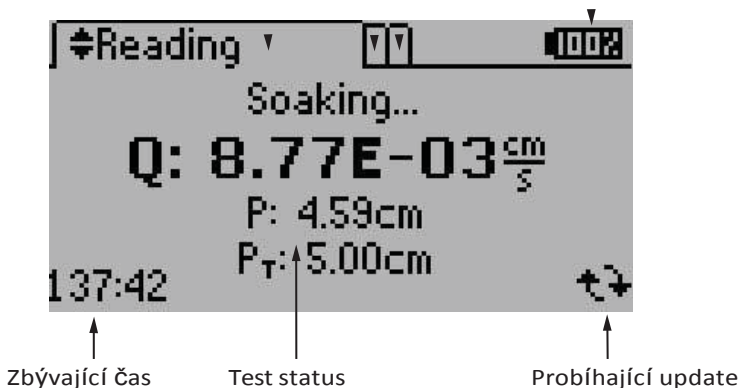 Reading
100%
Soaking...
Q: 8.77E-03 cm/s
P: 4.59cm
PT: 5.00cm
137:42
Zbývající čas Test status Probíhající update